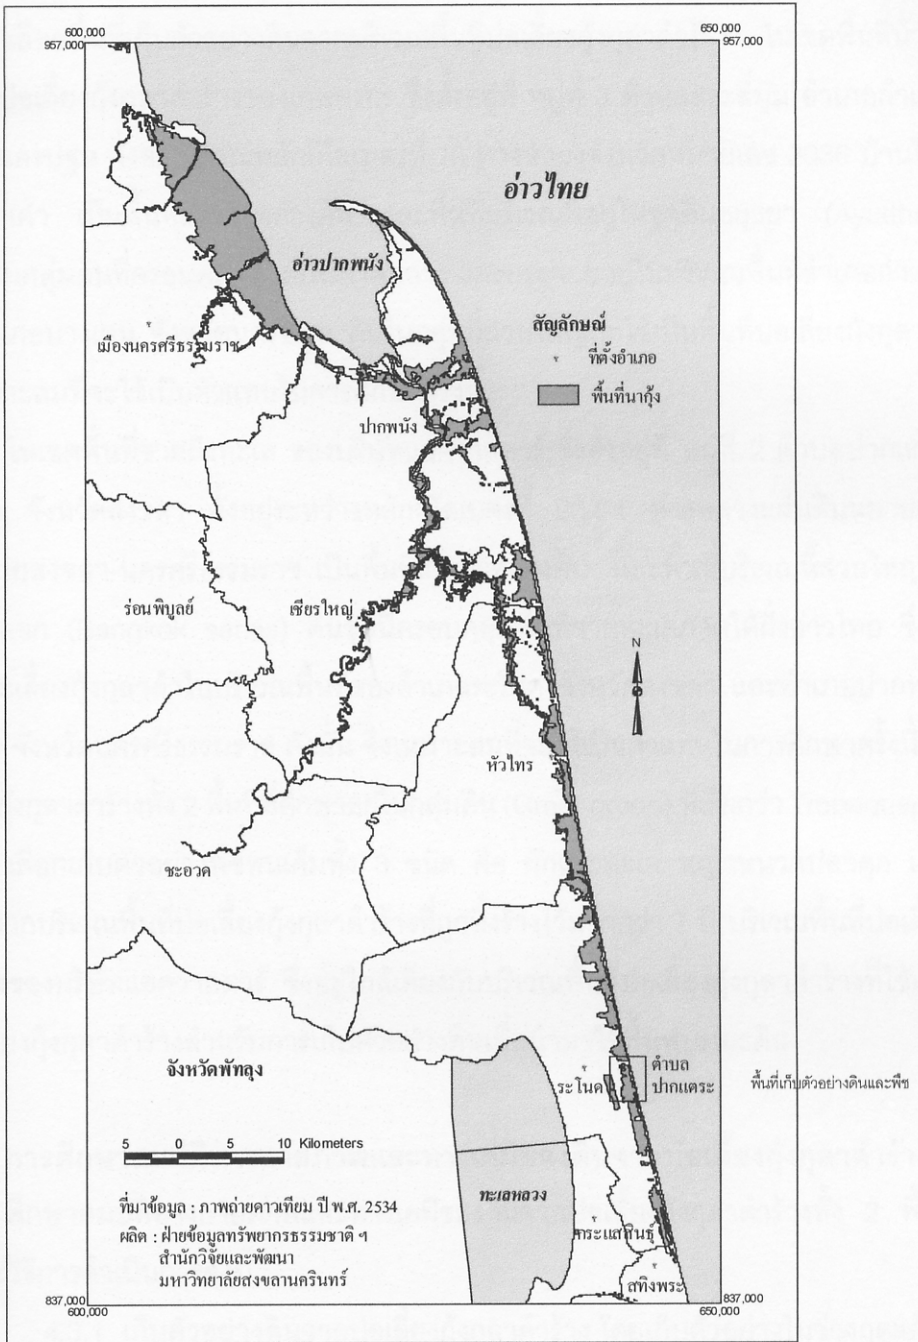 600,000
650,000
957,000
957,000
อ่าวไทย
อ่าวปากพนัง
สัญลักษณ์
ที่ตั้งอำเภอ
พื้นที่นากุ้ง
เมืองนครศรีธรรมราช
ปากพนัง
ร่อนพิบูลย์
เชียรใหญ่
N
หัวไทร
ชะอวด
จังหวัดพัทลุง
ระโนด
ตำบล
ปากแตระ
พื้นที่เก็บตัวอย่างดินและพืช
5 0 5 10 Kilometers
ทะเลหลวง
ที่มาข้อมูล : ภาพถ่ายดาวเทียม ปีพ.ศ. 2534
ผลิต : ฝ่ายข้อมูลทรัพยากรธรรมชาติ ฯ
สำนักวิจัยและพัฒนา
มหาวิทยาลัยสงขลานครินทร์
กระแสสินธุ์
สทิงพระ
837,000
837,000
600,000
650,000